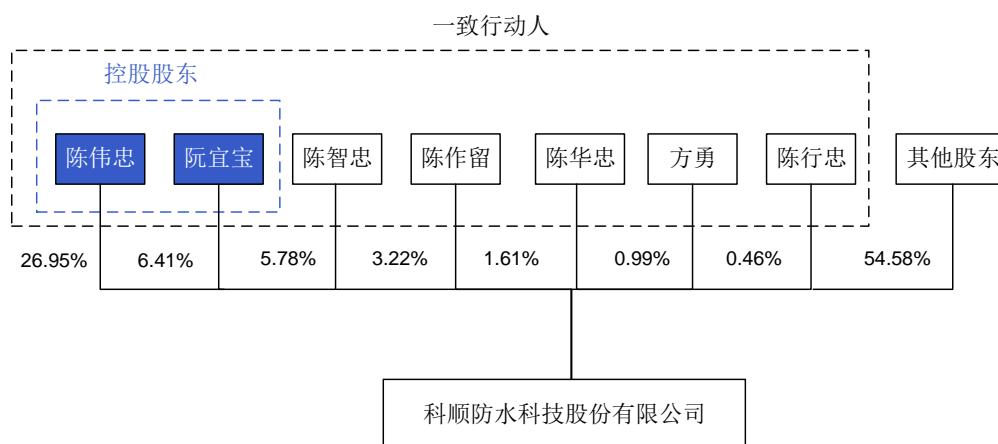 一致行动人
控股股东
陈伟忠
阮宜宝
陈智忠
陈作留
陈华忠
方勇
陈行忠
其他股东
26.95%
6.41%
5.78%
3.22%
1.61%
0.99%
0.46%
54.58%
科顺防水科技股份有限公司